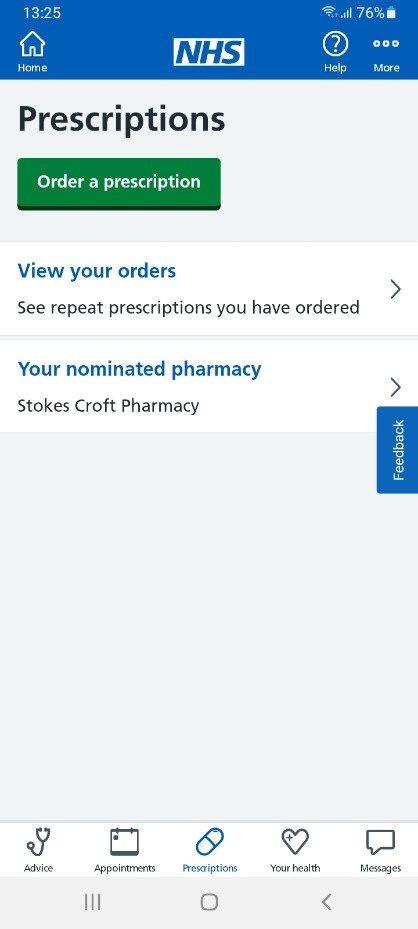 13:25
76%
Home
NHS
Help
More
Prescriptions
Order a prescription
View your orders
See repeat prescriptions you have ordered
Your nominated pharmacy
Stokes Croft Pharmacy
Feedback
Advice
Appointments
Prescriptions
Your health
Messages